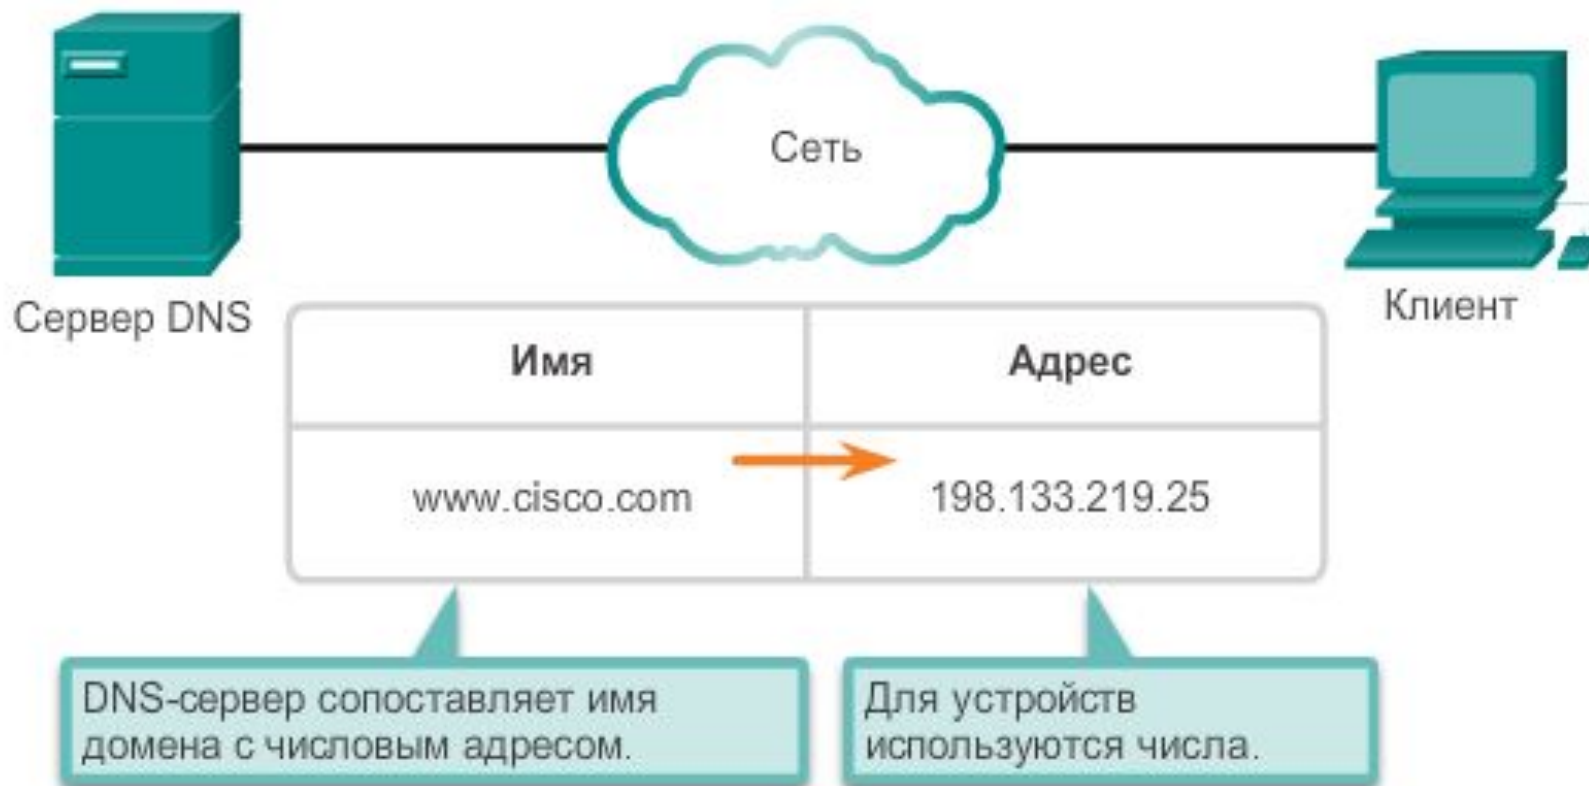 Сеть
Сервер DNS
Клиент
Имя
Адрес
www.cisco.com
198.133.219.25
DNS-сервер сопоставляет имя
домена с числовым адресом.
Для устройств
используются числа.